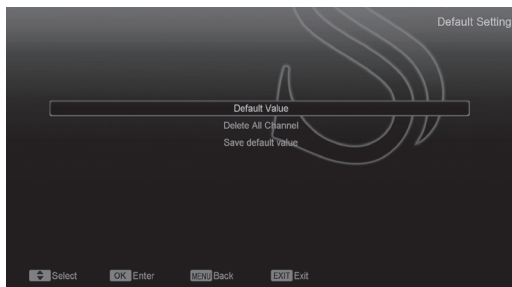 Default Setting
Default Value
Delete All Channel
Save default value
Select OK Enter MENU Back EXIT Exit